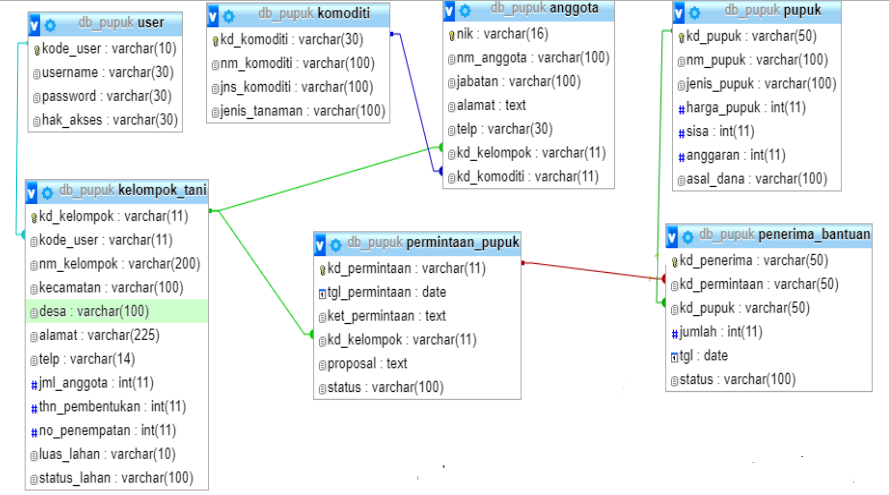 db_pupuk user
kode_user : varchar(10)
username : varchar(30)
password : varchar(30)
hak_akses : varchar(30)
db_pupuk komoditi
kd_komoditi : varchar(30)
nm_komoditi : varchar(100)
jns_komoditi : varchar(100)
jenis_tanaman : varchar(100)
db_pupuk anggota
nik : varchar(16)
nm_anggota : varchar(100)
jabatan : varchar(100)
alamat : text
telp : varchar(30)
kd_kelompok : varchar(11)
kd_komoditi : varchar(11)
db_pupuk pupuk
kd_pupuk : varchar(50)
nm_pupuk : varchar(100)
jenis_pupuk : varchar(100)
harga_pupuk : int(11)
sisa : int(11)
anggaran : int(11)
asal_dana : varchar(100)
db_pupuk kelompok_tani
kd_kelompok : varchar(11)
kode_user : varchar(11)
nm_kelompok : varchar(200)
kecamatan : varchar(100)
desa : varchar(100)
alamat : varchar(225)
telp : varchar(14)
jml_anggota : int(11)
thn_pembentukan : int(11)
no_penempatan : int(11)
luas_lahan : varchar(10)
status_lahan : varchar(100)
db_pupuk permintaan_pupuk
kd_permintaan : varchar(11)
tgl_permintaan : date
ket_permintaan : text
kd_kelompok : varchar(11)
proposal : text
status : varchar(100)
db_pupuk penerima_bantuan
kd_penerima : varchar(50)
kd_permintaan : varchar(50)
kd_pupuk : varchar(50)
jumlah : int(11)
tgl : date
status : varchar(100)